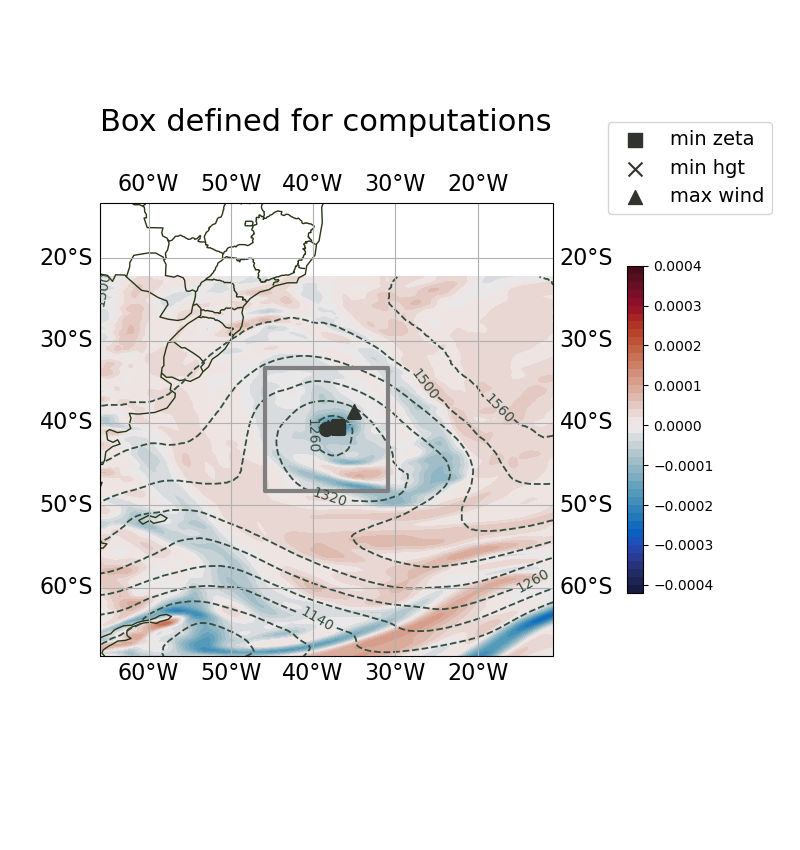 Box defined for computations
min zeta
min hgt
max wind
60°W 50°W 40°W 30°W 20°W
20°S 20°S
30°S 30°S
40°S 40°S
50°S 50°S
60°S 60°S
60°W 50°W 40°W 30°W 20°W
1500
1560
1260
1320
1260
1140
0.0004
0.0003
0.0002
0.0001
0.0000
−0.0001
−0.0002
−0.0003
−0.0004